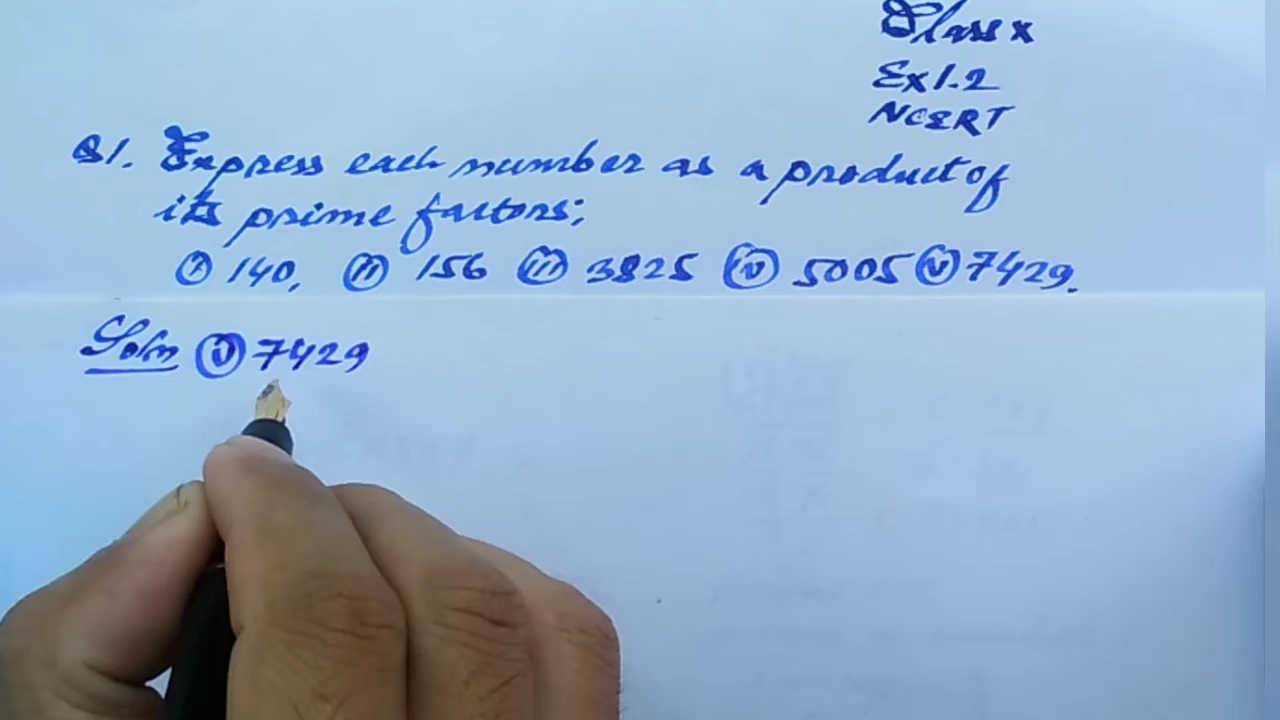 Class X
Ex 1.2
NCERT
Q1. Express each number as a product of
its prime factors;
(i) 140, (ii) 156 (iii) 3825 (iv) 5005 (v) 7429.
Soln (v) 7429